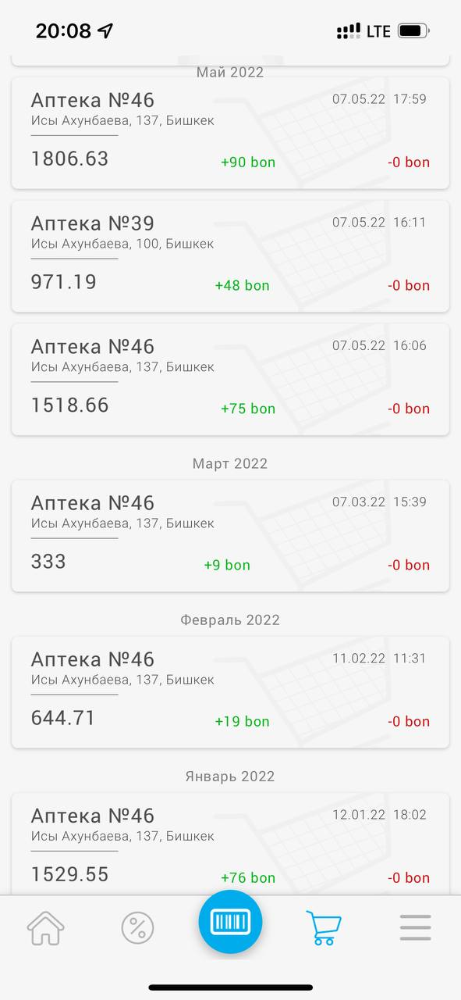 20:08
LTE
Май 2022
Аптека №46
07.05.22 17:59
Исы Ахунбаева, 137, Бишкек
1806.63
+90 bon
-0 bon
Аптека №39
07.05.22 16:11
Исы Ахунбаева, 100, Бишкек
971.19
+48 bon
-0 bon
Аптека №46
07.05.22 16:06
Исы Ахунбаева, 137, Бишкек
1518.66
+75 bon
-0 bon
Март 2022
Аптека №46
07.03.22 15:39
Исы Ахунбаева, 137, Бишкек
333
+9 bon
-0 bon
Февраль 2022
Аптека №46
11.02.22 11:31
Исы Ахунбаева, 137, Бишкек
644.71
+19 bon
-0 bon
Январь 2022
Аптека №46
12.01.22 18:02
Исы Ахунбаева, 137, Бишкек
1529.55
+76 bon
-0 bon